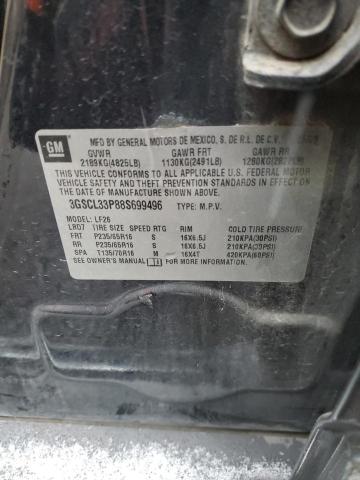 GM
MFD BY GENERAL MOTORS DE MEXICO, S. DE R.L. DE C.V.
GVWR GAWR FRT GAWR RR
2189KG(4825LB) 1130KG(2491LB)
THIS VEHICLE CONFORMS TO ALL APPLICABLE U.S. FEDERAL MOTOR
VEHICLE SAFETY AND THEFT PREVENTION STANDARDS IN EFFECT ON
THE DATE OF MANUFACTURE SHOWN ABOVE.
3GSCL33P88S699496 TYPE: M.P.V.
MODEL: LF26
LRD7 TIRE SIZE SPEED RTG RIM COLD TIRE PRESSURE
FRT P235/65R16 S 16X6.5J 210KPA(30PSI)
RR P235/65R16 S 16X6.5J 210KPA(30PSI)
SPA T135/70R16 M 16X4T 420KPA(60PSI)
SEE OWNER'S MANUAL FOR ADDITIONAL INFORMATION